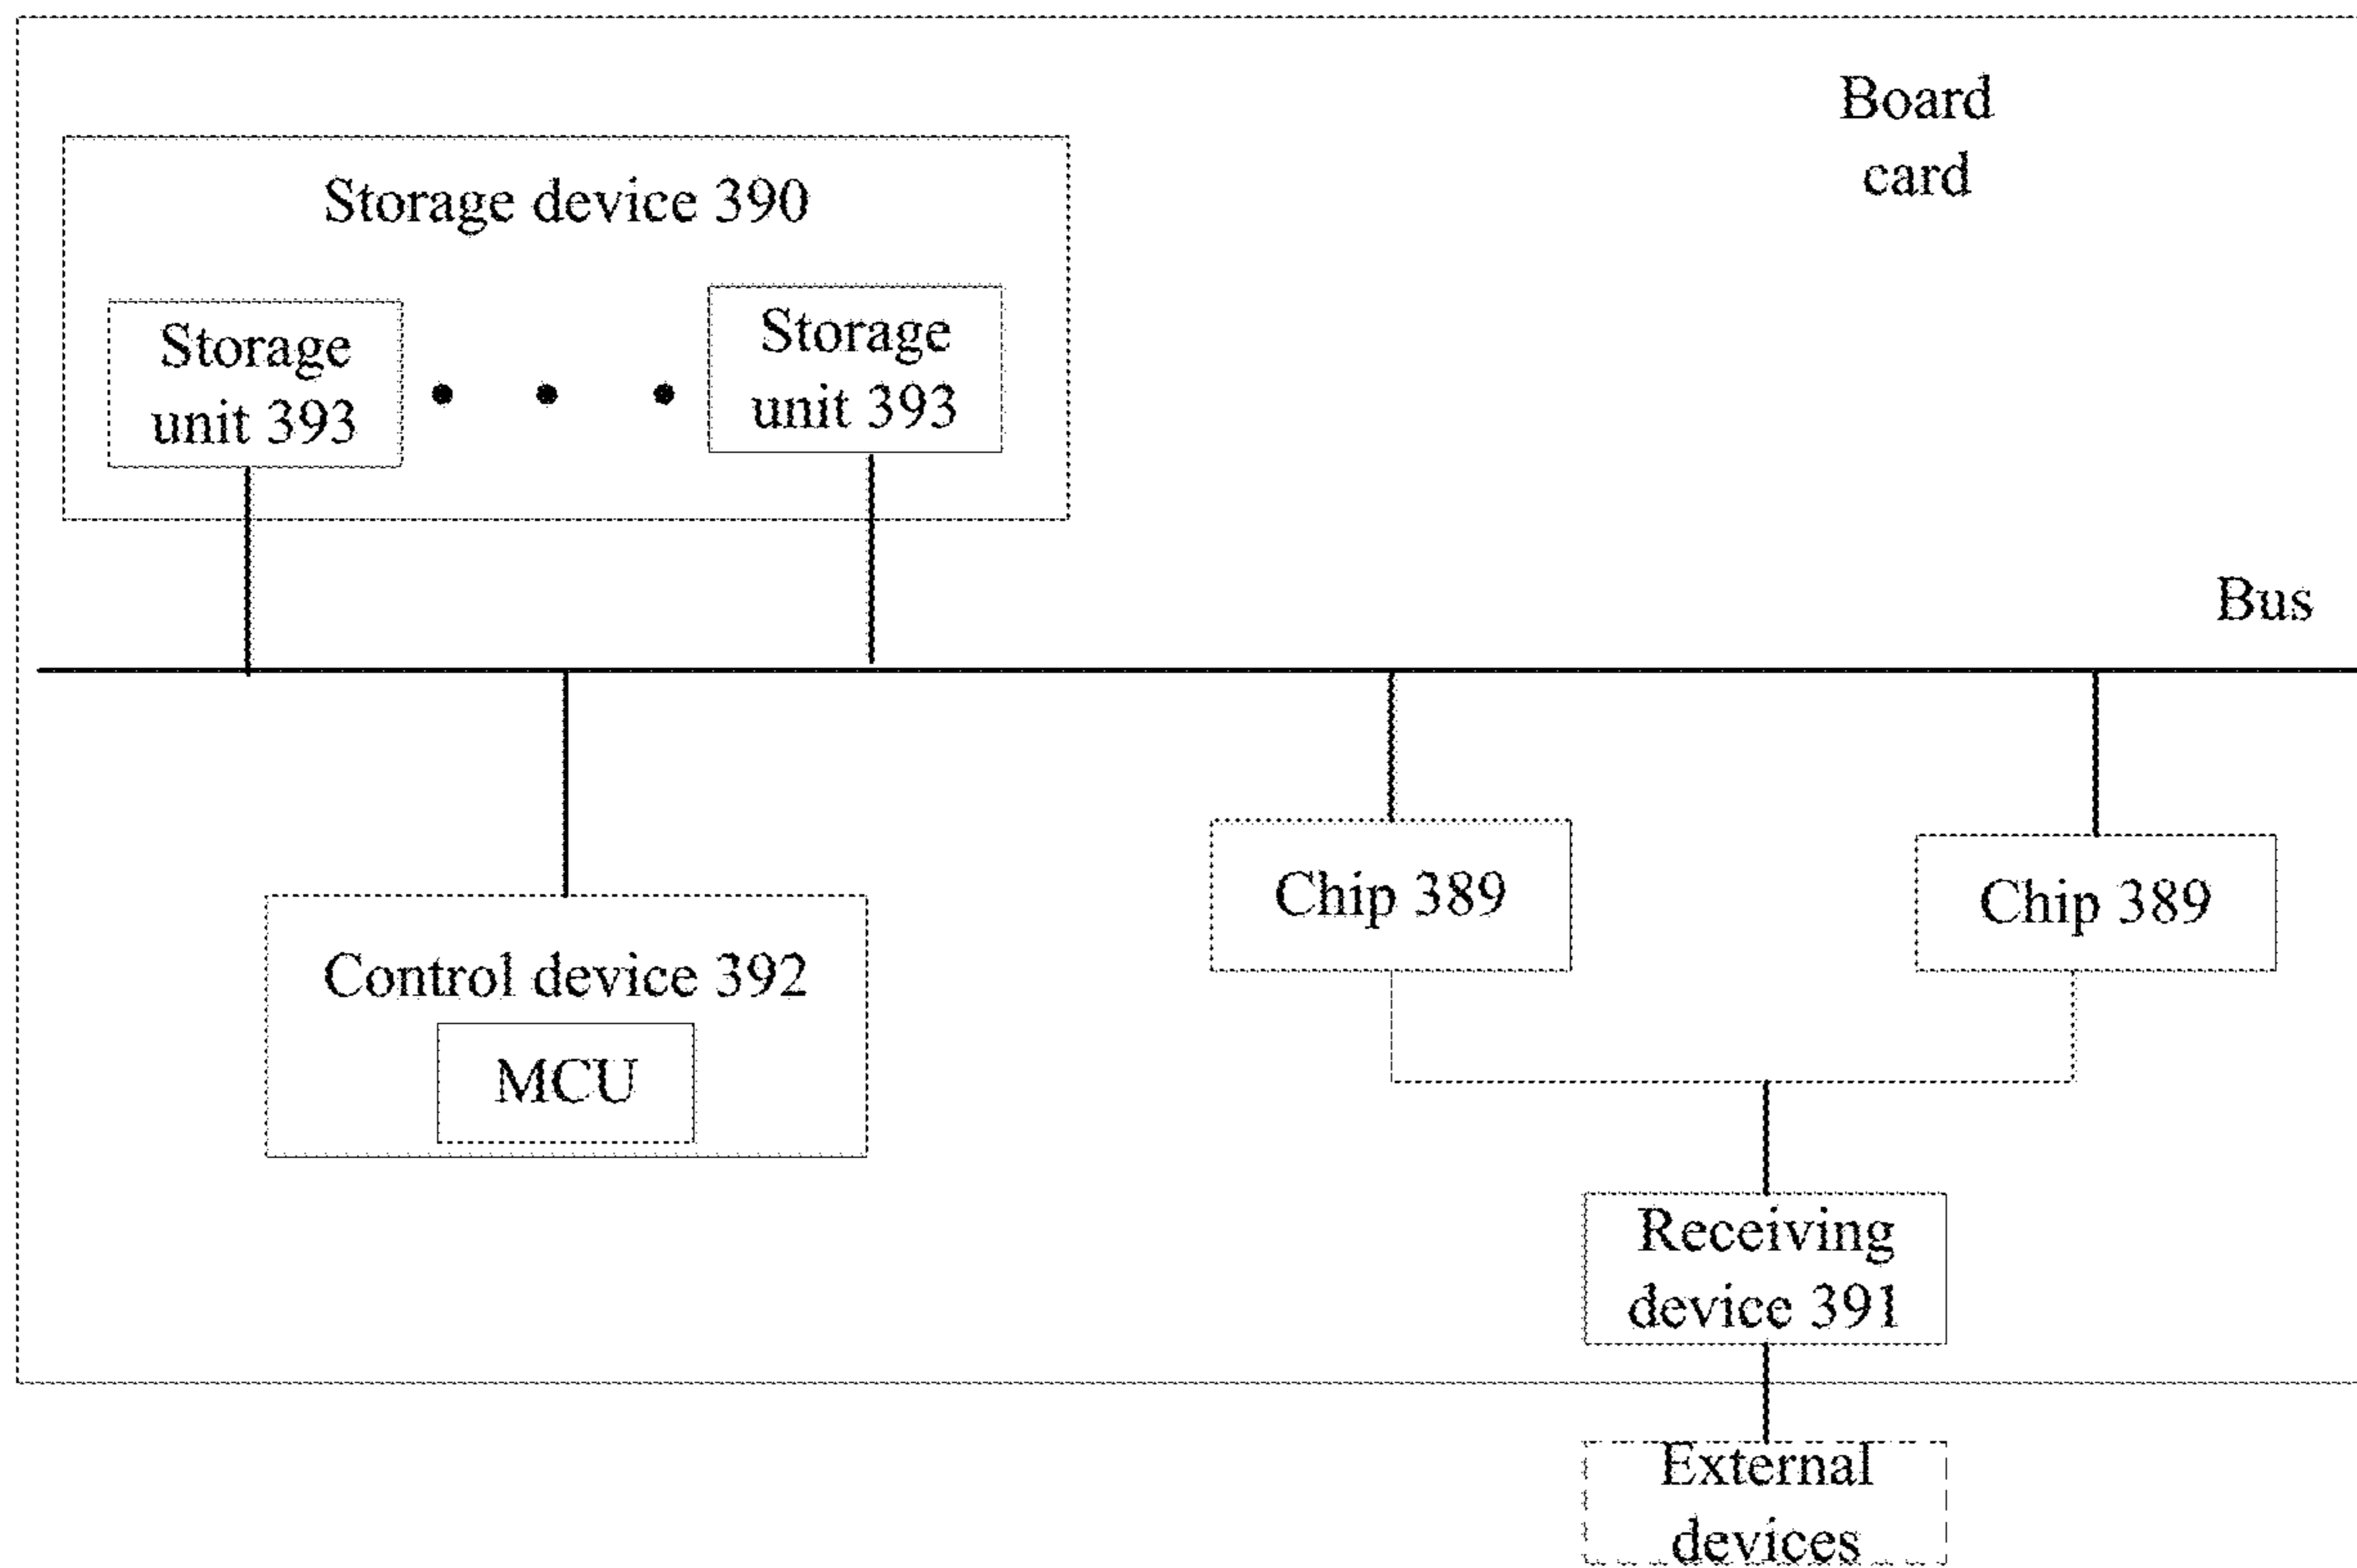 Board
card
Storage device 390
Storage
unit 393
Storage
unit 393
Bus
Control device 392
MCU
Chip 389
Chip 389
Receiving
device 391
External
devices